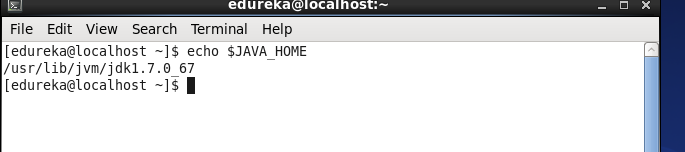 edureka@localhost:~
File Edit View Search Terminal Help
[edureka@localhost ~]$ echo $JAVA_HOME
/usr/lib/jvm/jdk1.7.0_67
[edureka@localhost ~]$